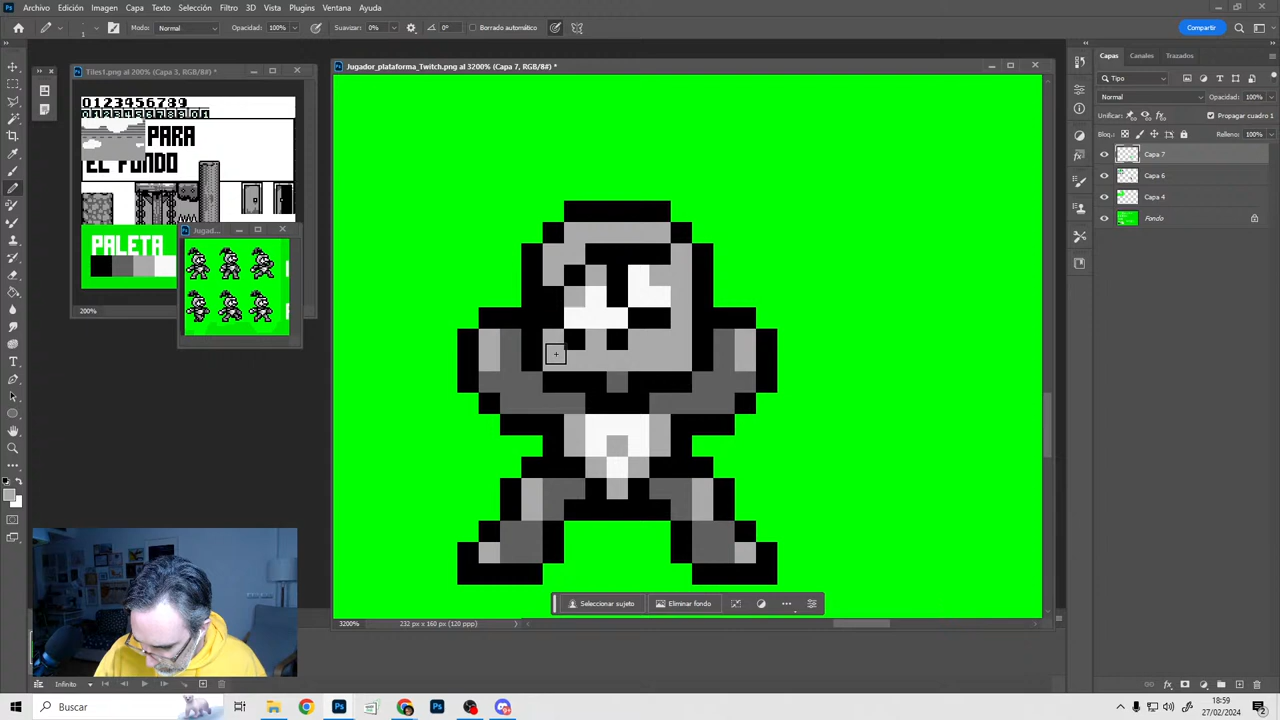 Archivo Edición Imagen Capa Texto Selección Filtro 3D Vista Plugins Ventana Ayuda
1 Modo: Normal Opacidad: 100% Suavizar: 0% 0° Borrado automático Compartir
Tiles1.png al 200% (Capa 3, RGB/8#) *
Jugador_plataforma_Twitch.png al 3200% (Capa 7, RGB/8#) *
Capas Canales Trazados
Tipo
Normal Opacidad: 100%
Unificar: Propagar cuadro 1
Bloq.: Relleno: 100%
Capa 7
Capa 6
Capa 4
Fondo
0123456789
PARA
EL FONDO
PALETA
Jugad...
200%
Seleccionar sujeto Eliminar fondo
3200% 232 px x 160 px (120 ppp)
Infinito
Buscar
18:59
27/02/2024
2